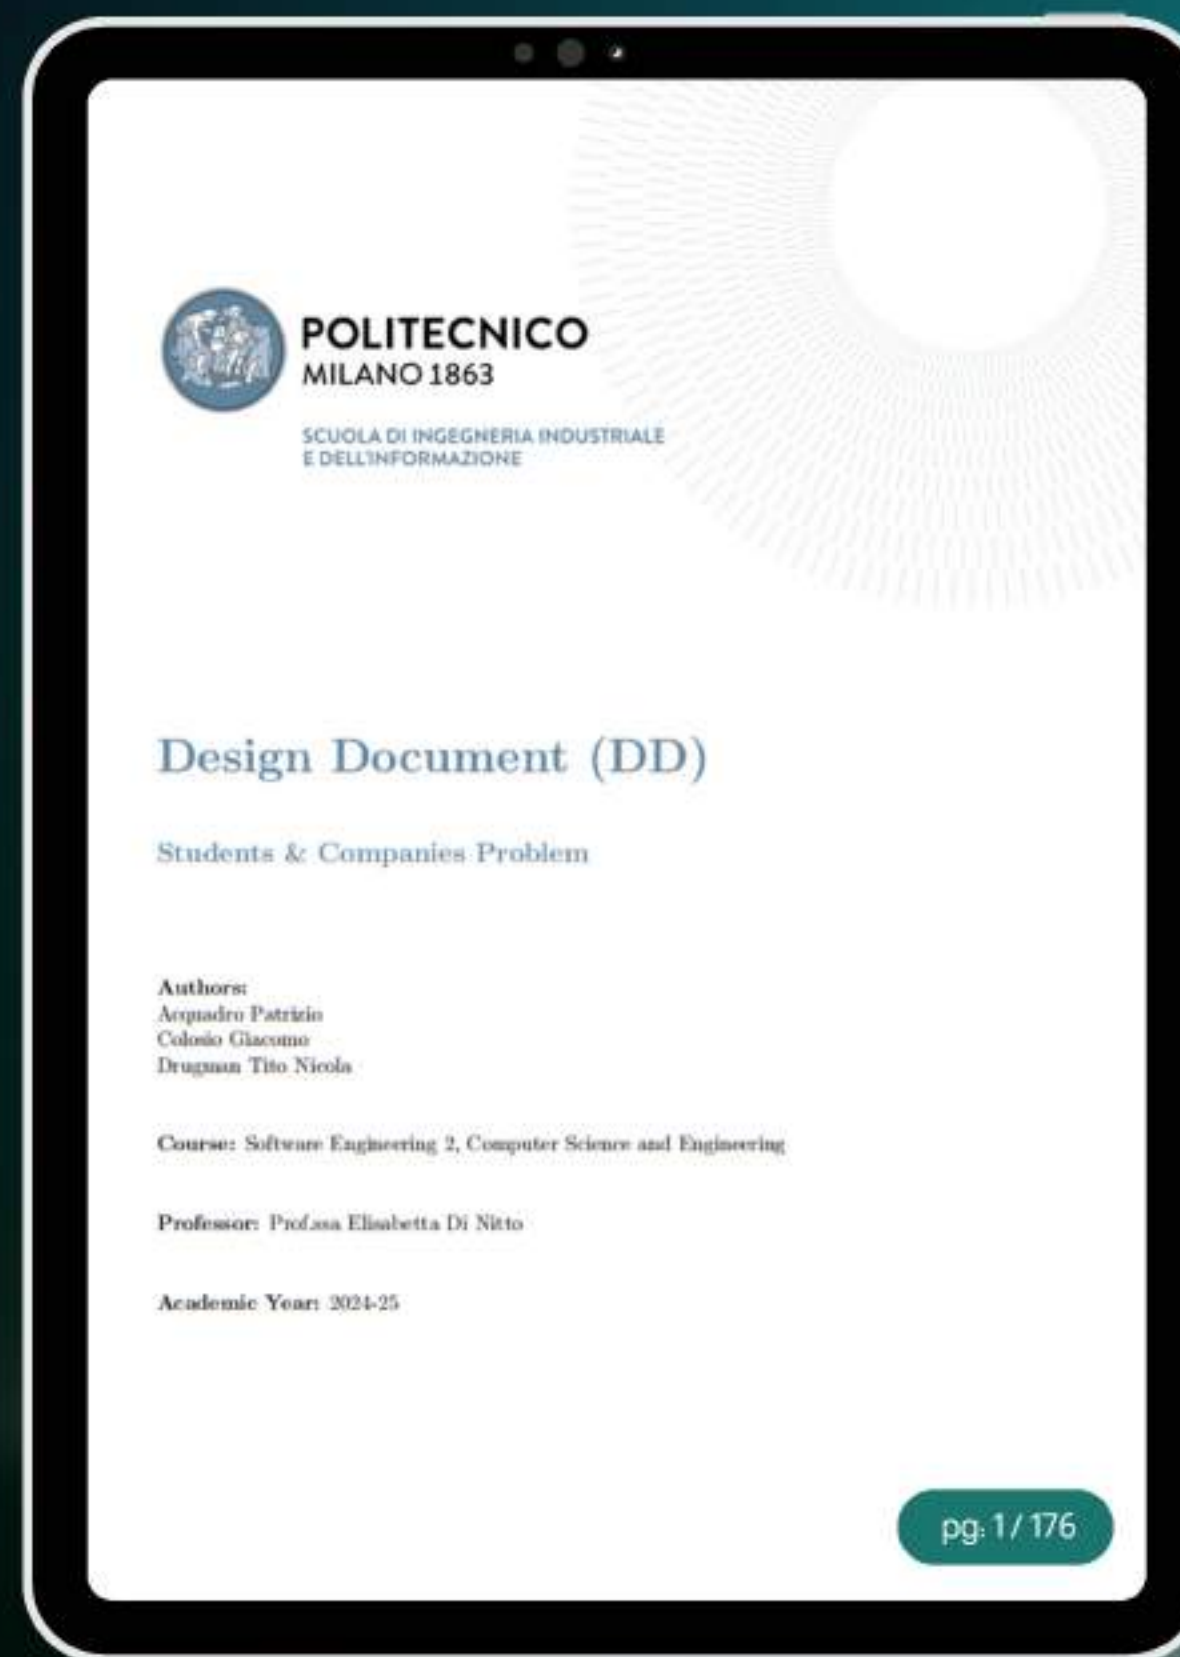 POLITECNICO
MILANO 1863
SCUOLA DI INGEGNERIA INDUSTRIALE
E DELL'INFORMAZIONE
Design Document (DD)
Students & Companies Problem
Authors:
Acquadro Patrizio
Colosio Giacomo
Drugman Tito Nicola
Course: Software Engineering 2, Computer Science and Engineering
Professor: Prof.ssa Elisabetta Di Nitto
Academic Year: 2024-25
pg: 1 / 176